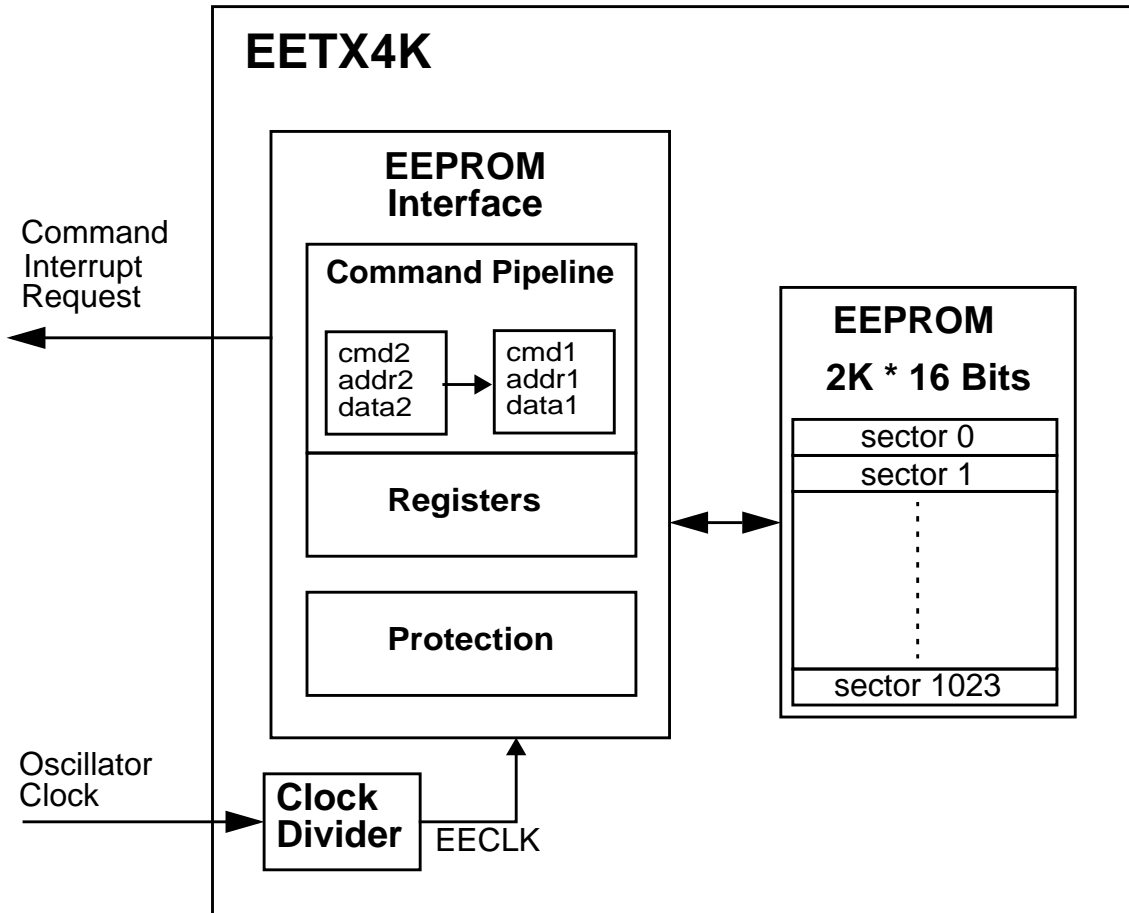 EETX4K
EEPROM
Interface
Command
Interrupt
Request
Command Pipeline
cmd2
addr2
data2
cmd1
addr1
data1
Registers
Protection
EEPROM
2K * 16 Bits
sector 0
sector 1
sector 1023
Oscillator
Clock
Clock
Divider
EECLK